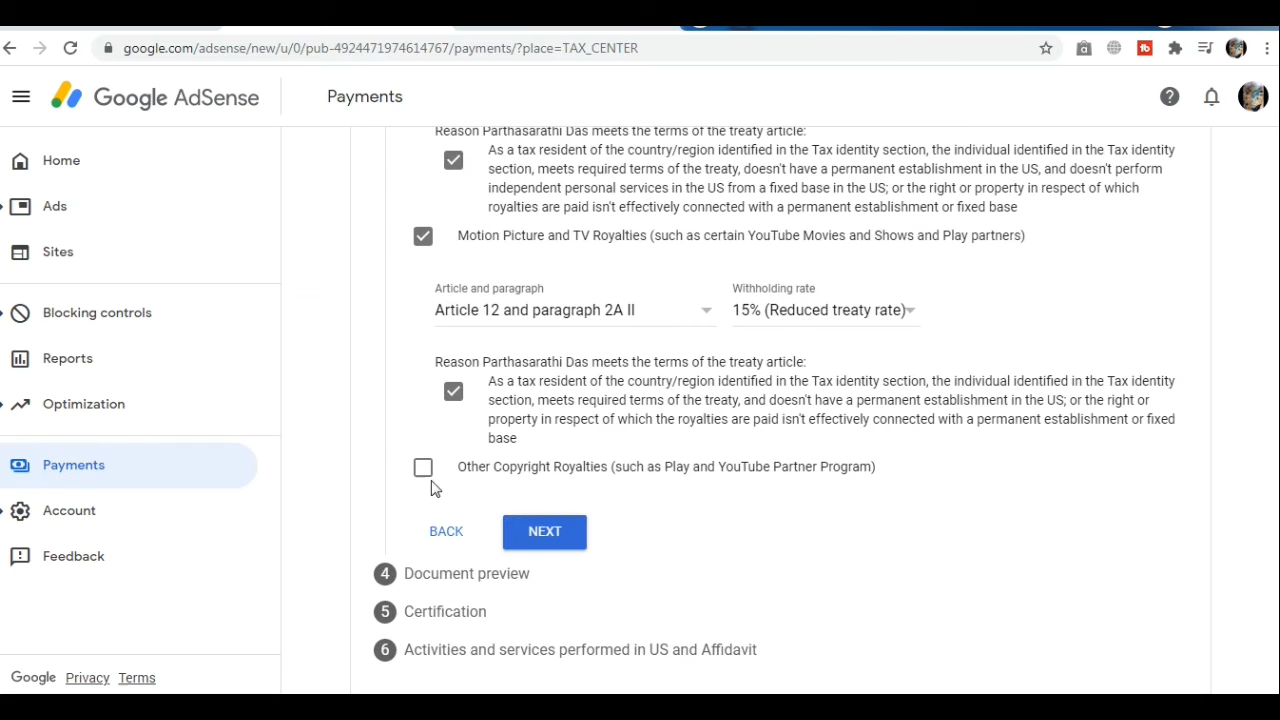 google.com/adsense/new/u/0/pub-4924471974614767/payments/?place=TAX_CENTER
Google AdSense
Payments
Home
Ads
Sites
Blocking controls
Reports
Optimization
Payments
Account
Feedback
Google Privacy Terms
Reason Parthasarathi Das meets the terms of the treaty article:
As a tax resident of the country/region identified in the Tax identity section, the individual identified in the Tax identity
section, meets required terms of the treaty, doesn't have a permanent establishment in the US, and doesn't perform
independent personal services in the US from a fixed base in the US; or the right or property in respect of which
royalties are paid isn't effectively connected with a permanent establishment or fixed base
Motion Picture and TV Royalties (such as certain YouTube Movies and Shows and Play partners)
Article and paragraph
Article 12 and paragraph 2A II
Withholding rate
15% (Reduced treaty rate)
Reason Parthasarathi Das meets the terms of the treaty article:
As a tax resident of the country/region identified in the Tax identity section, the individual identified in the Tax identity
section, meets required terms of the treaty, and doesn't have a permanent establishment in the US; or the right or
property in respect of which the royalties are paid isn't effectively connected with a permanent establishment or fixed
base
Other Copyright Royalties (such as Play and YouTube Partner Program)
BACK
NEXT
4 Document preview
5 Certification
6 Activities and services performed in US and Affidavit